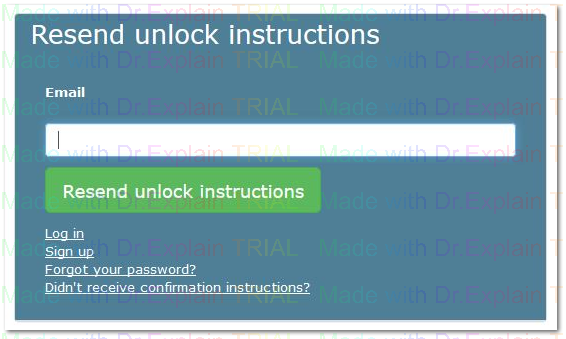 Resend unlock instructions
Made with Dr.Explain TRIAL Made with Dr.Explain TRIAL
Made with Dr.Explain TRIAL Made with Dr.Explain TRIAL
Email
Made with Dr.Explain TRIAL Made with Dr.Explain TRIAL
Made with Dr.Explain TRIAL Made with Dr.Explain TRIAL
Resend unlock instructions
Made with Dr.Explain TRIAL Made with Dr.Explain TRIAL
Log in
Sign up
Made with Dr.Explain TRIAL Made with Dr.Explain TRIAL
Forgot your password?
Didn't receive confirmation instructions?
Made with Dr.Explain TRIAL Made with Dr.Explain TRIAL
Made with Dr.Explain TRIAL Made with Dr.Explain TRIAL